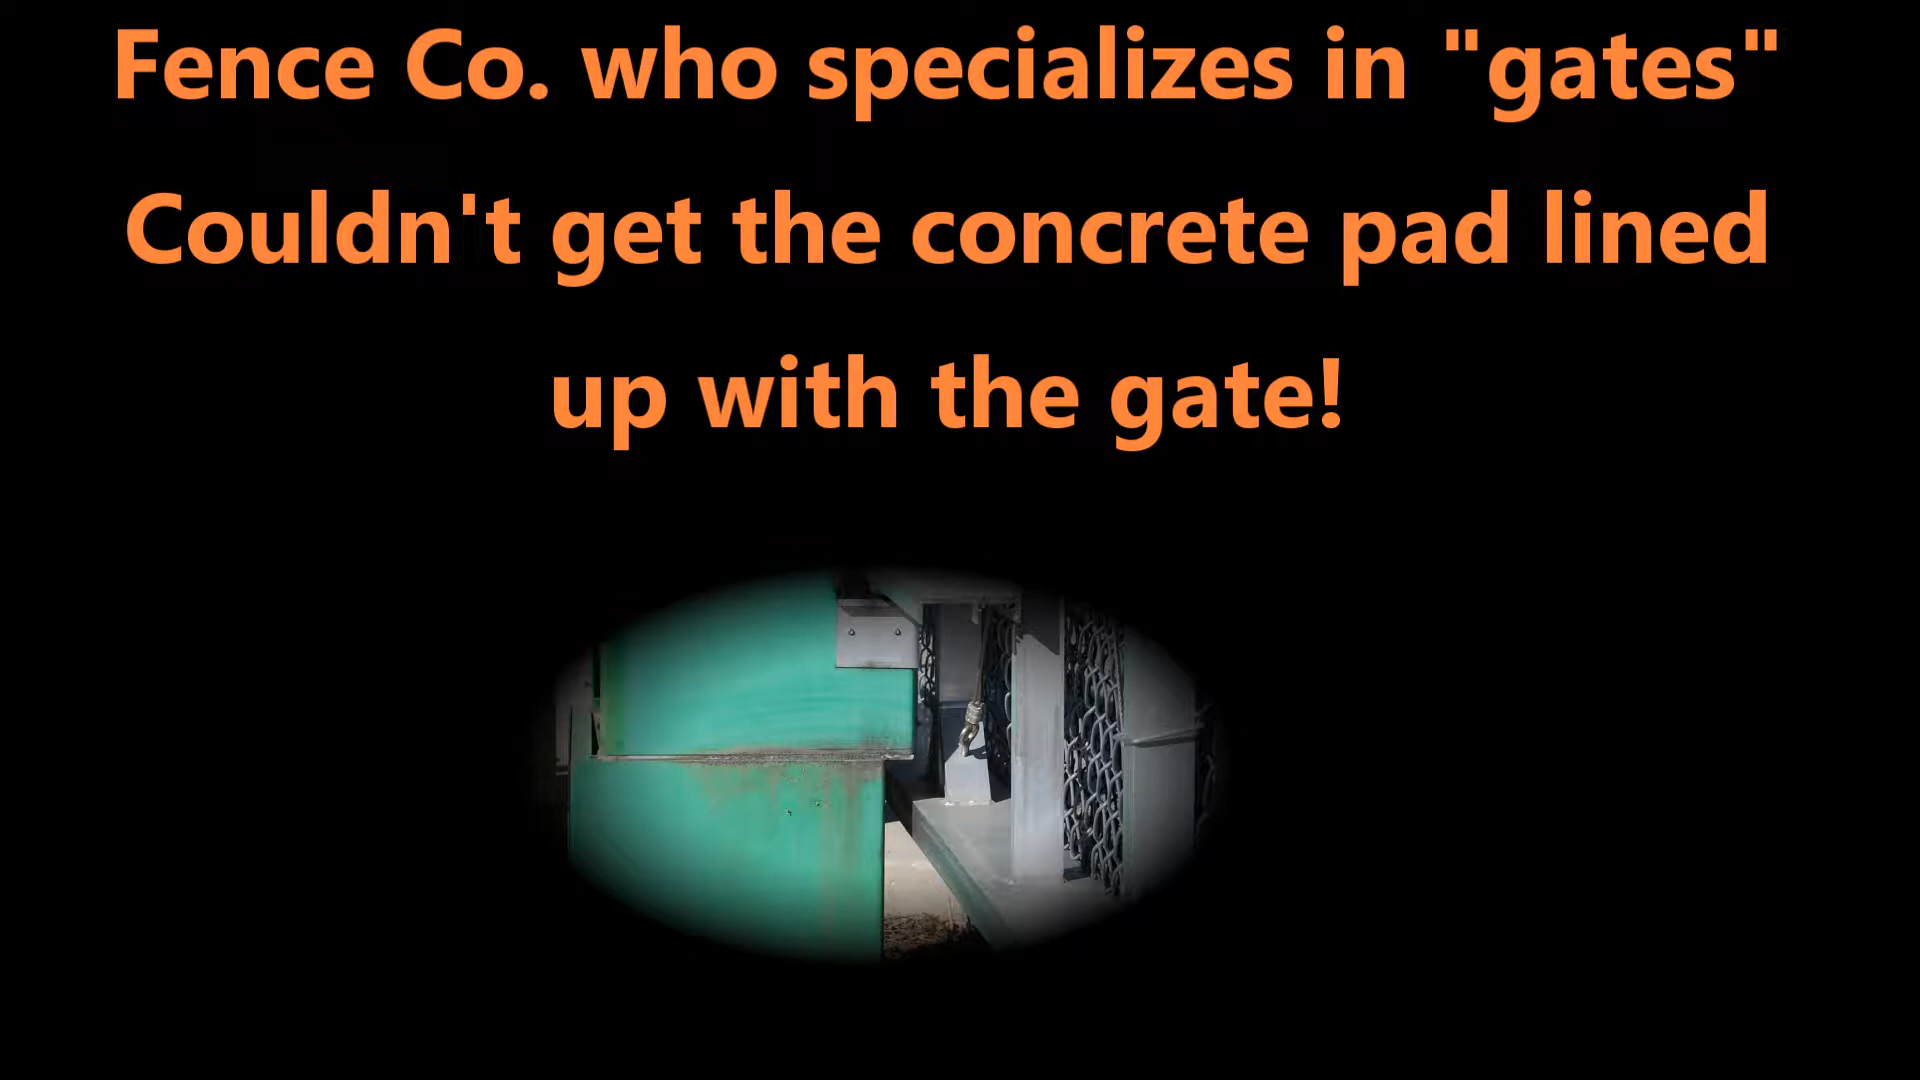 Fence Co. who specializes in "gates"
Couldn't get the concrete pad lined
up with the gate!